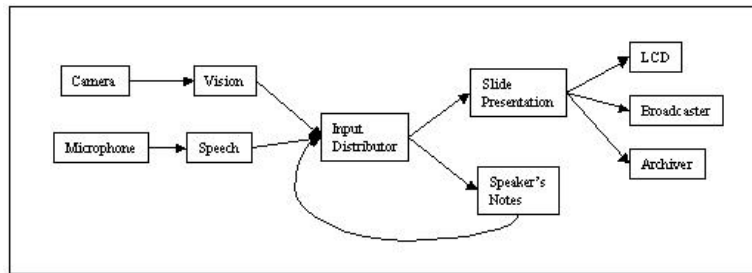 Camera
Vision
Microphone
Speech
Input
Distributor
Slide
Presentation
Speaker's
Notes
LCD
Broadcaster
Archiver